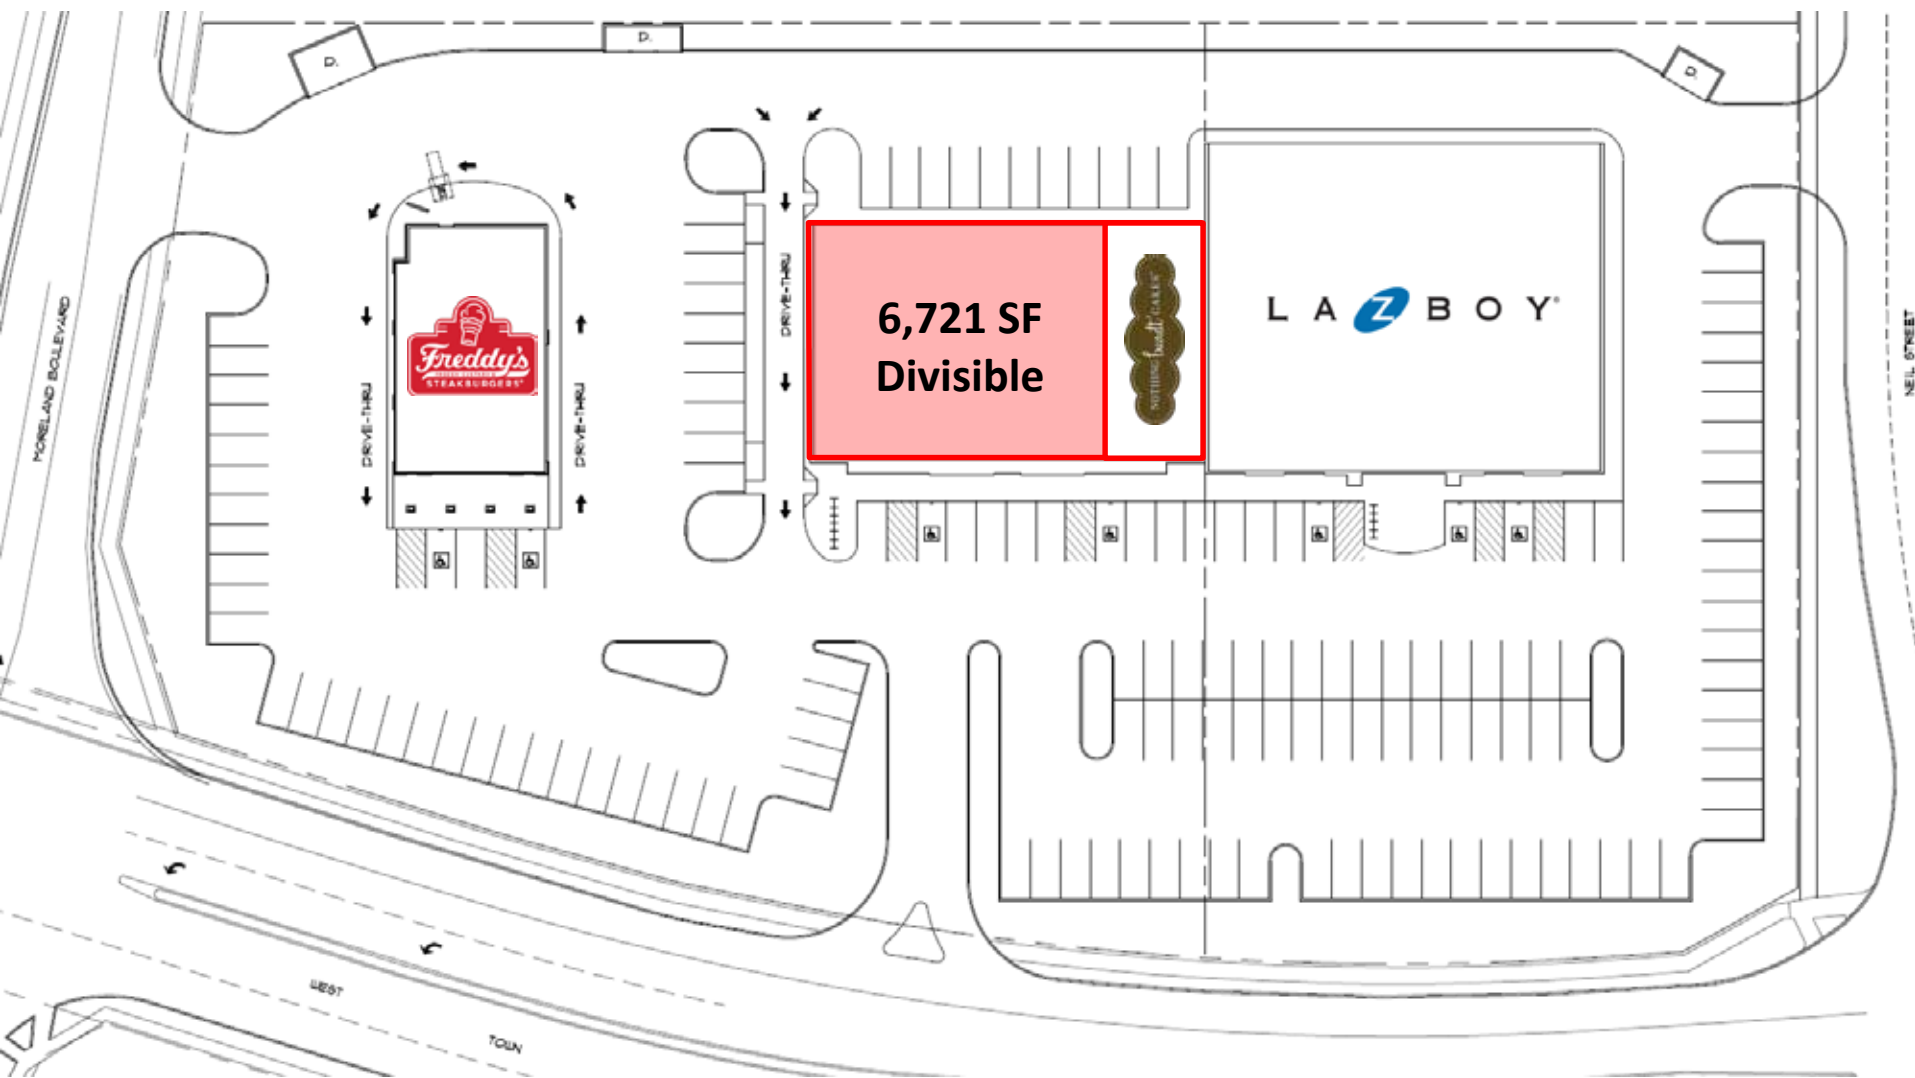 D.
D.
D.
MORELAND BOULEVARD
NEIL STREET
DRIVE-THRU
DRIVE-THRU
DRIVE-THRU
Freddy's
STEAKBURGERS
6,721 SF
Divisible
NOTHING bundt CAKES
LA Z BOY®
WEST
TOWN